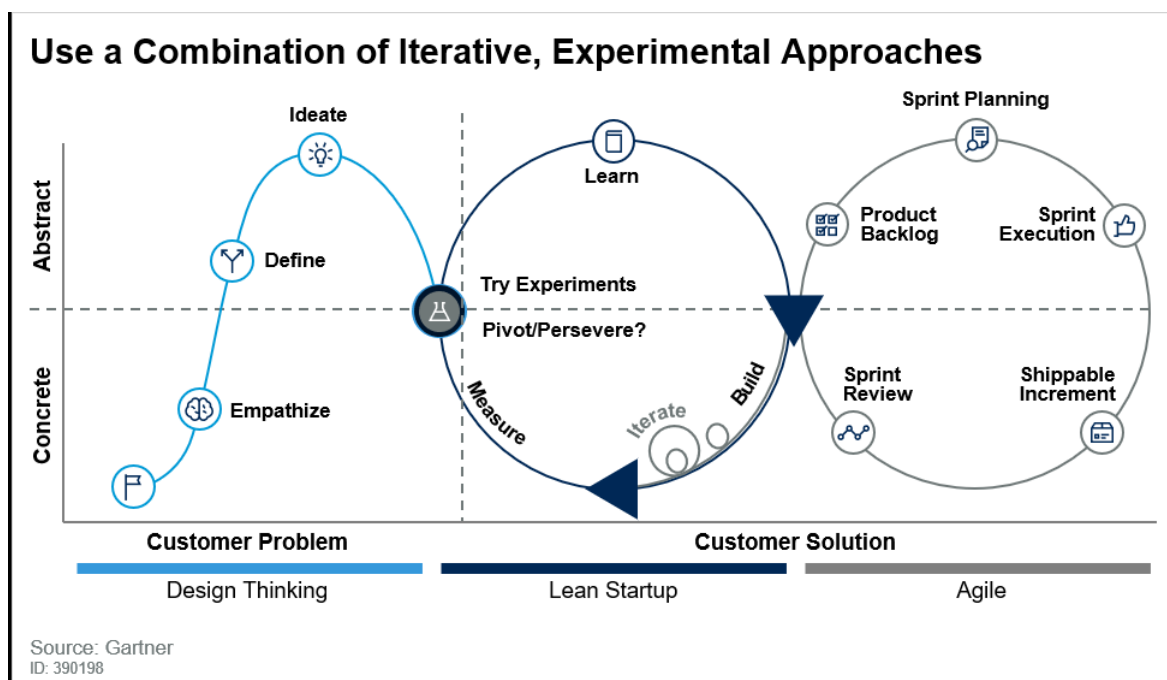 Use a Combination of Iterative, Experimental Approaches
Abstract
Concrete
Ideate
Define
Empathize
Learn
Try Experiments
Pivot/Persevere?
Measure
Iterate
Build
Sprint Planning
Product
Backlog
Sprint
Execution
Sprint
Review
Shippable
Increment
Customer Problem
Customer Solution
Design Thinking
Lean Startup
Agile
Source: Gartner
ID: 390198